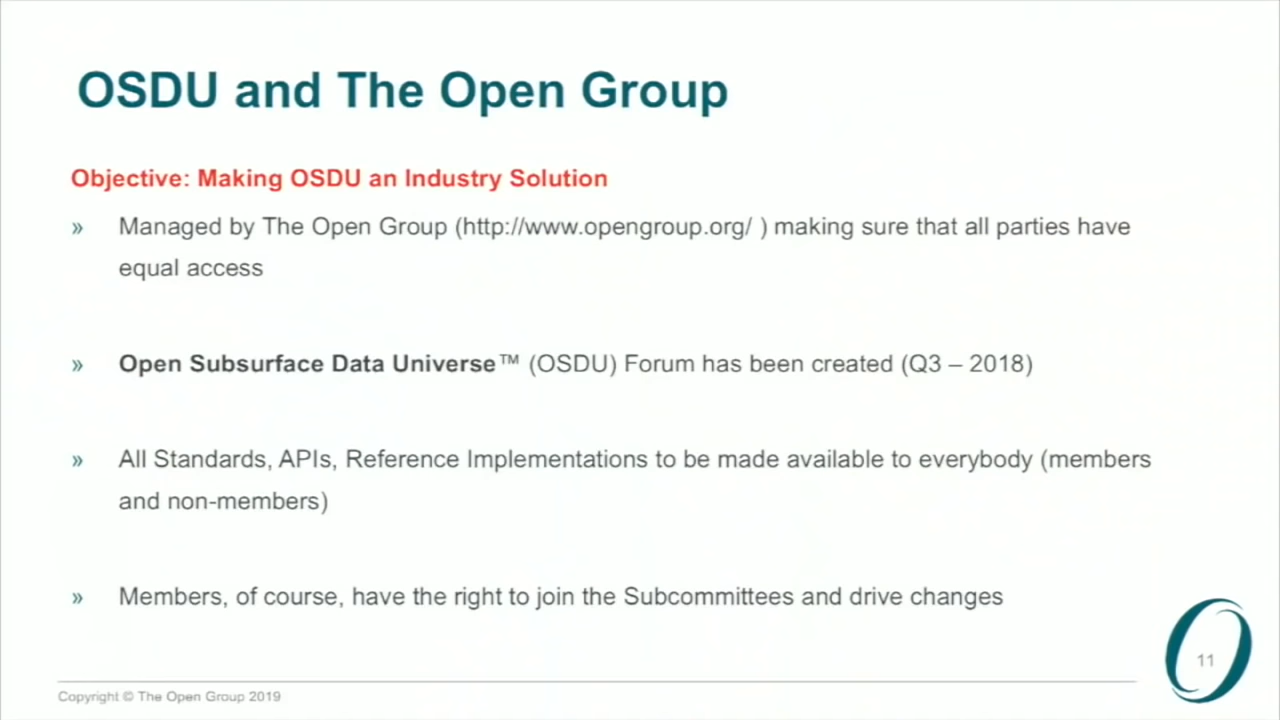 OSDU and The Open Group
Objective: Making OSDU an Industry Solution
» Managed by The Open Group (http://www.opengroup.org/ ) making sure that all parties have
equal access
» Open Subsurface Data Universe™ (OSDU) Forum has been created (Q3 – 2018)
» All Standards, APIs, Reference Implementations to be made available to everybody (members
and non-members)
» Members, of course, have the right to join the Subcommittees and drive changes
11
Copyright © The Open Group 2019